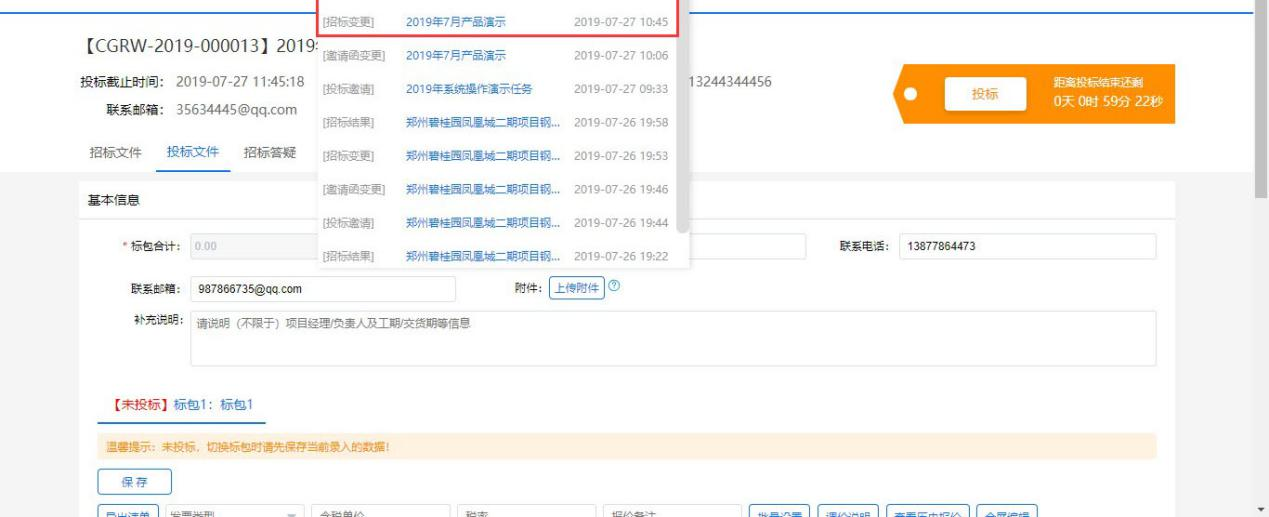 [招标变更] 2019年7月产品演示 2019-07-27 10:45
【CGRW-2019-000013】2019
[邀请函变更] 2019年7月产品演示 2019-07-27 10:06
投标截止时间： 2019-07-27 11:45:18
[投标邀请] 2019年系统操作演示任务 2019-07-27 09:33
13244344456
投标
距离投标结束还剩
0天 0时 59分 22秒
联系邮箱： 35634445@qq.com
[招标结果] 郑州碧桂园凤凰城二期项目钢... 2019-07-26 19:58
招标文件 投标文件 招标答疑
[招标变更] 郑州碧桂园凤凰城二期项目钢... 2019-07-26 19:53
[邀请函变更] 郑州碧桂园凤凰城二期项目钢... 2019-07-26 19:46
基本信息
[投标邀请] 郑州碧桂园凤凰城二期项目钢... 2019-07-26 19:44
* 标包合计： 0.00
联系电话： 13877864473
[招标结果] 郑州碧桂园凤凰城二期项目钢... 2019-07-26 19:22
联系邮箱： 987866735@qq.com 附件： 上传附件 ?
补充说明： 请说明（不限于）项目经理/负责人及工期/交货期等信息
【未投标】标包1：标包1
温馨提示：未投标，切换标包时请先保存当前录入的数据！
保存
导出清单 发票类型 含税单价 税率 报价备注 批量设置 调价说明 查看历史报价 全屏编辑